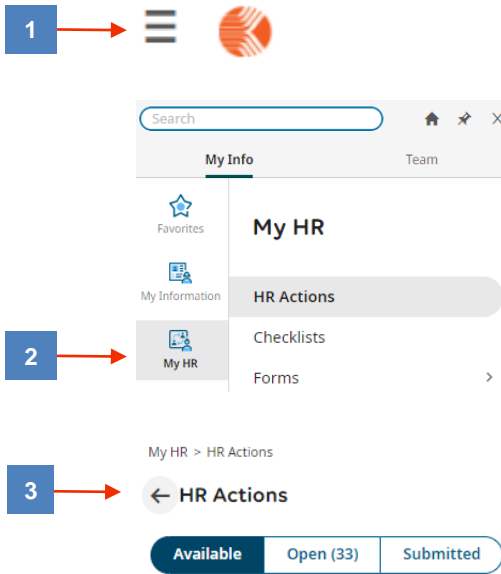 1
Search
My Info Team
Favorites
My HR
My Information
HR Actions
2
My HR
Checklists
Forms >
My HR > HR Actions
3
← HR Actions
Available Open (33) Submitted